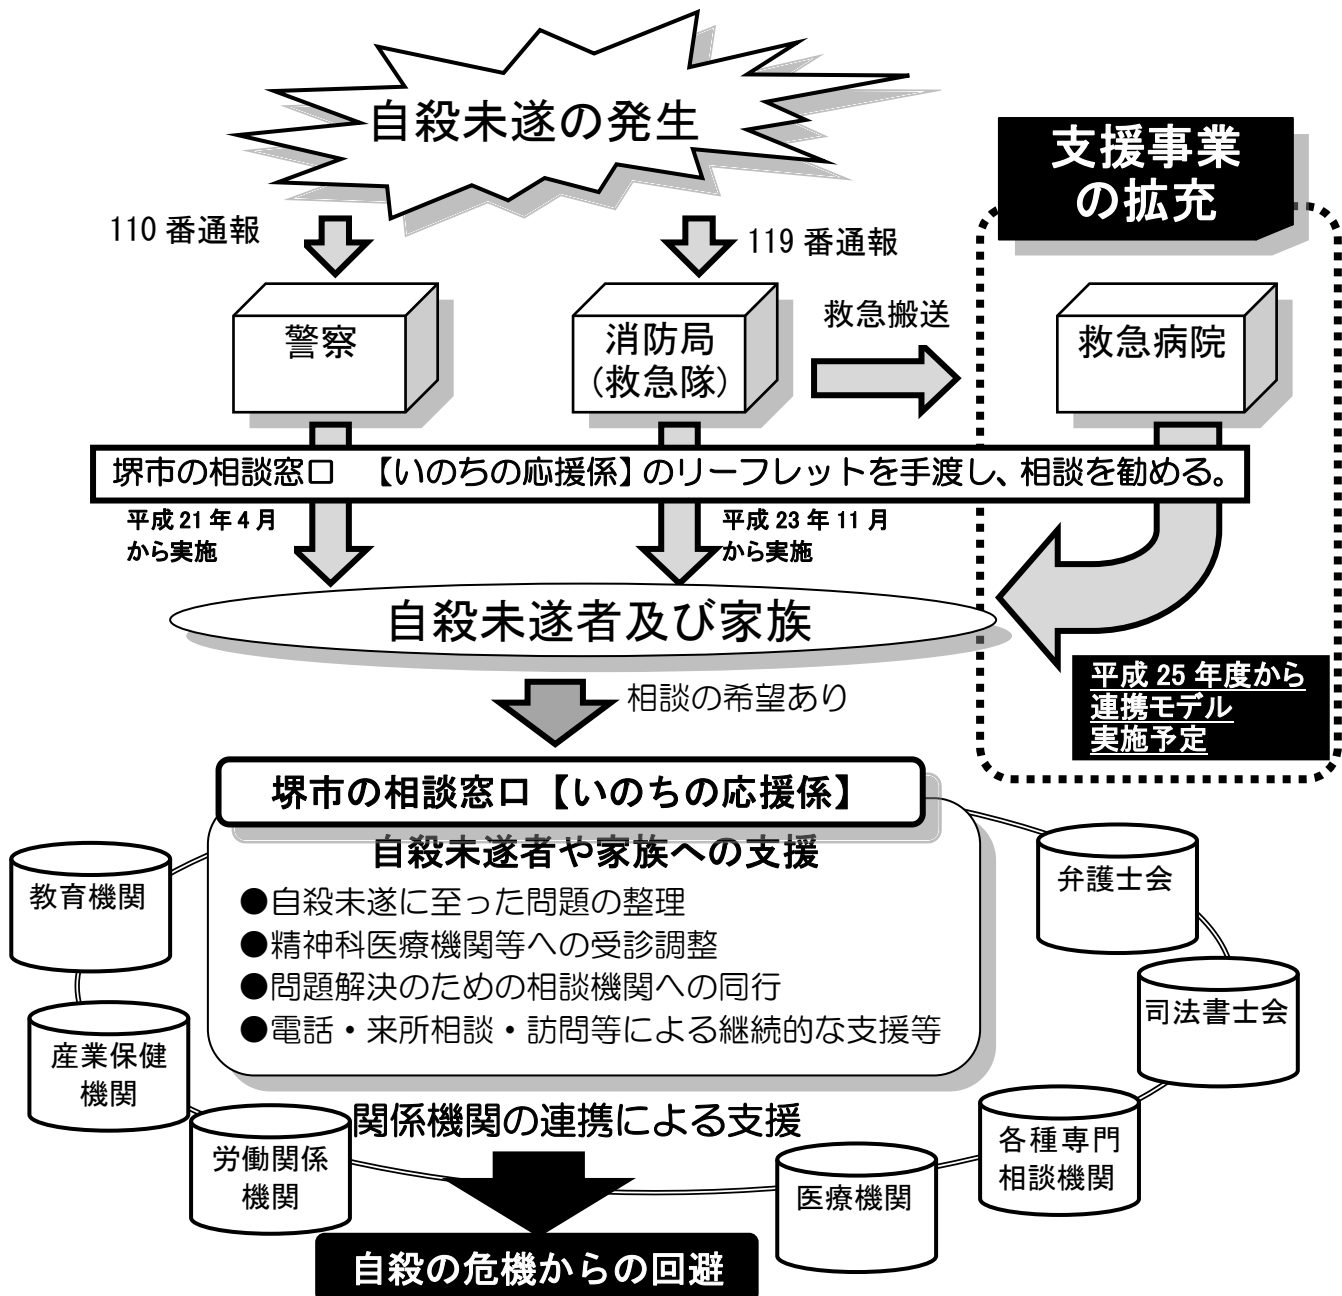 自殺未遂の発生
支援事業
の拡充
110 番通報
119 番通報
警察
消防局
(救急隊)
救急搬送
救急病院
堺市の相談窓口 【いのちの応援係】のリーフレットを手渡し、相談を勧める。
平成 21 年 4 月
から実施
平成 23 年 11 月
から実施
自殺未遂者及び家族
平成 25 年度から
連携モデル
実施予定
相談の希望あり
堺市の相談窓口【いのちの応援係】
自殺未遂者や家族への支援
●自殺未遂に至った問題の整理
●精神科医療機関等への受診調整
●問題解決のための相談機関への同行
●電話・来所相談・訪問等による継続的な支援等
教育機関
産業保健
機関
労働関係
機関
弁護士会
司法書士会
各種専門
相談機関
医療機関
関係機関の連携による支援
自殺の危機からの回避